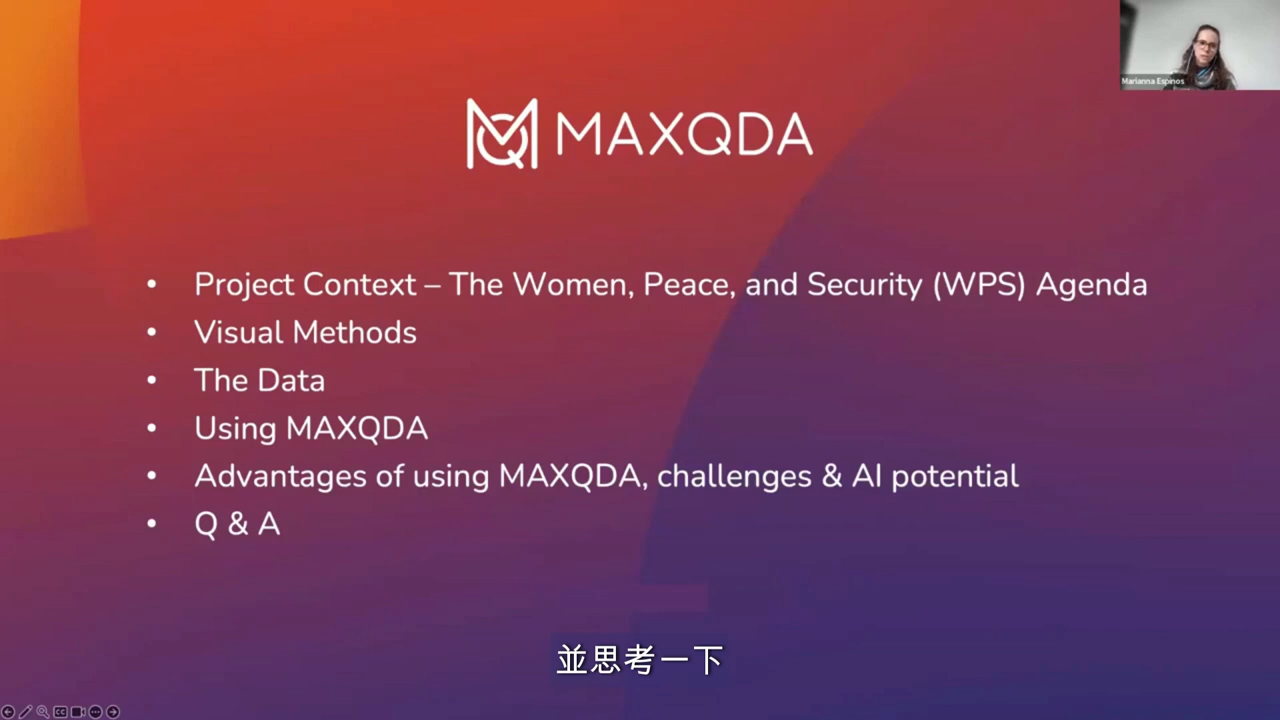 Marianna Espinos
MAXQDA
• Project Context – The Women, Peace, and Security (WPS) Agenda
• Visual Methods
• The Data
• Using MAXQDA
• Advantages of using MAXQDA, challenges & AI potential
• Q & A
並思考一下